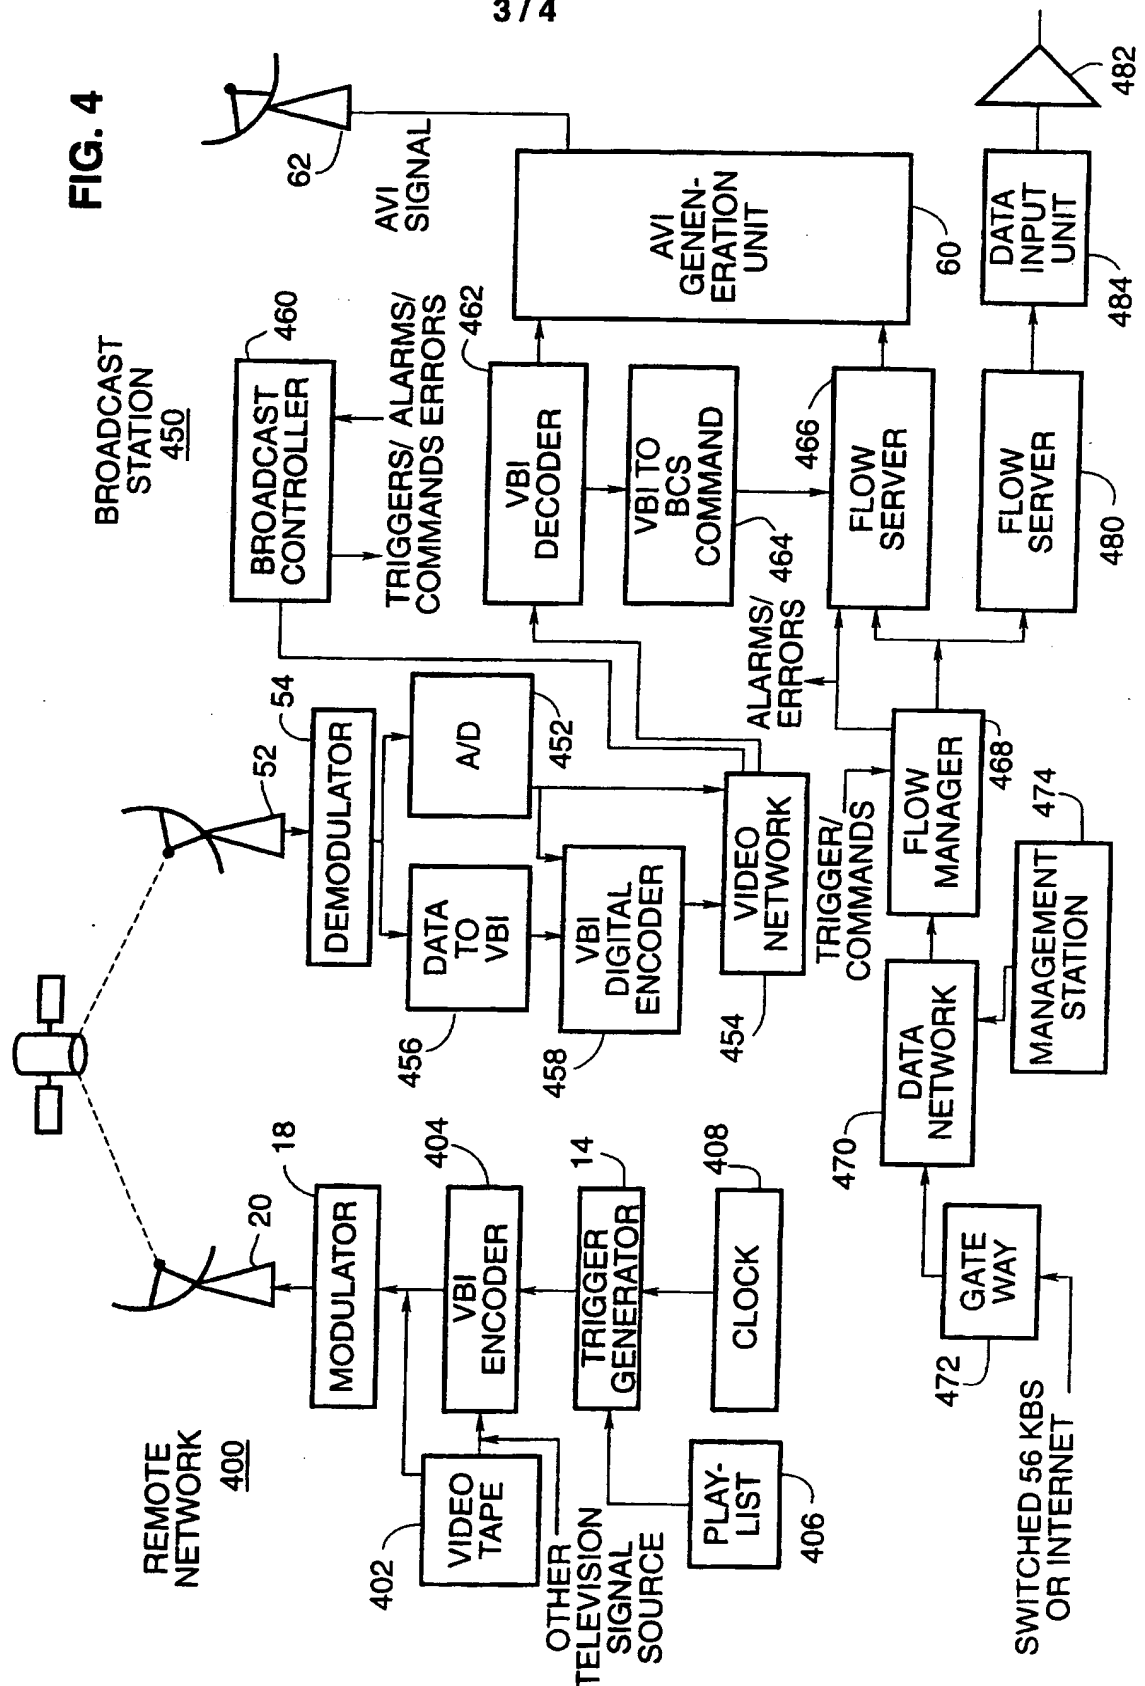 3 / 4
FIG. 4
REMOTE
NETWORK
400
BROADCAST
STATION
450
20
18
MODULATOR
402
VIDEO
TAPE
404
VBI
ENCODER
OTHER
TELEVISION
SIGNAL
SOURCE
14
TRIGGER
GENERATOR
406
PLAY-
LIST
408
CLOCK
52
54
DEMODULATOR
456
DATA
TO
VBI
452
A/D
458
VBI
DIGITAL
ENCODER
454
VIDEO
NETWORK
460
BROADCAST
CONTROLLER
TRIGGERS/ ALARMS/
COMMANDS ERRORS
462
VBI
DECODER
464
VBI TO
BCS
COMMAND
466
FLOW
SERVER
62
AVI
SIGNAL
AVI
GENEN-
ERATION
UNIT
60
SWITCHED 56 KBS
OR INTERNET
472
GATE
WAY
470
DATA
NETWORK
474
MANAGEMENT
STATION
TRIGGER/
COMMANDS
468
FLOW
MANAGER
ALARMS/
ERRORS
480
FLOW
SERVER
484
DATA
INPUT
UNIT
482